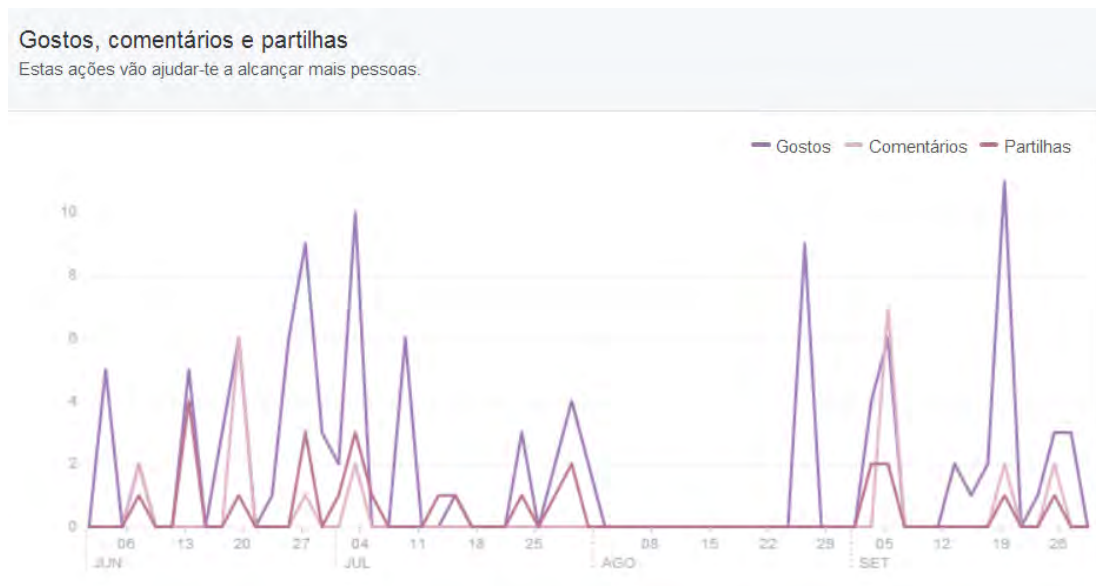 Gostos, comentários e partilhas
Estas ações vão ajudar-te a alcançar mais pessoas.
Gostos Comentários Partilhas
10
8
6
4
2
0
06 13 20 27 04 11 18 25 08 15 22 29 05 12 19 26
JUN JUL AGO SET